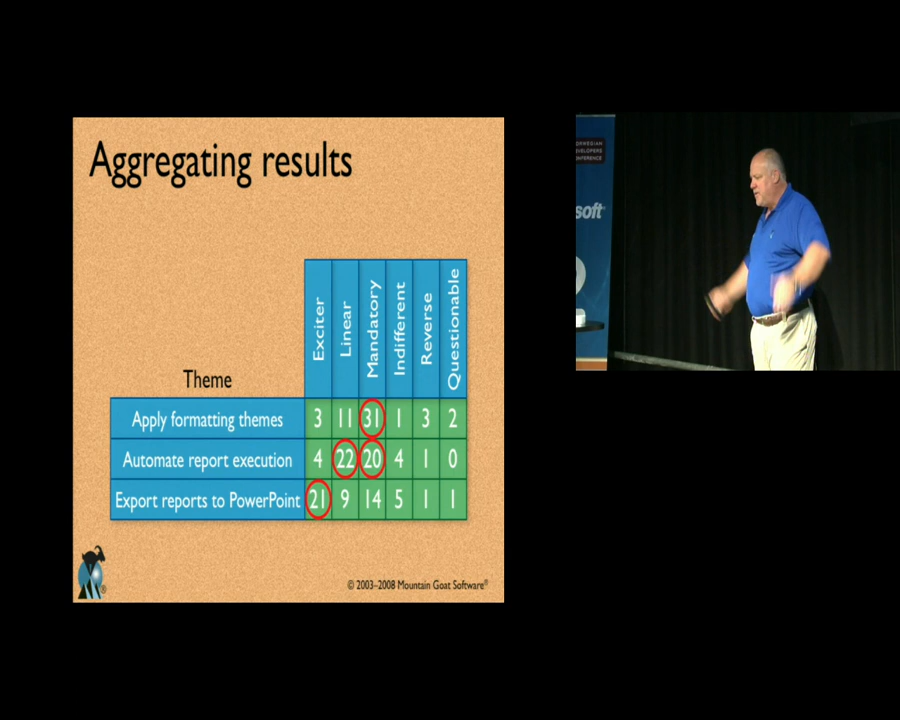 Aggregating results
Theme
Exciter
Linear
Mandatory
Indifferent
Reverse
Questionable
Apply formatting themes 3 11 31 1 3 2
Automate report execution 4 22 20 4 1 0
Export reports to PowerPoint 21 9 14 5 1 1
© 2003–2008 Mountain Goat Software®
®
DEVELOPERS
CONFERENCE
soft®